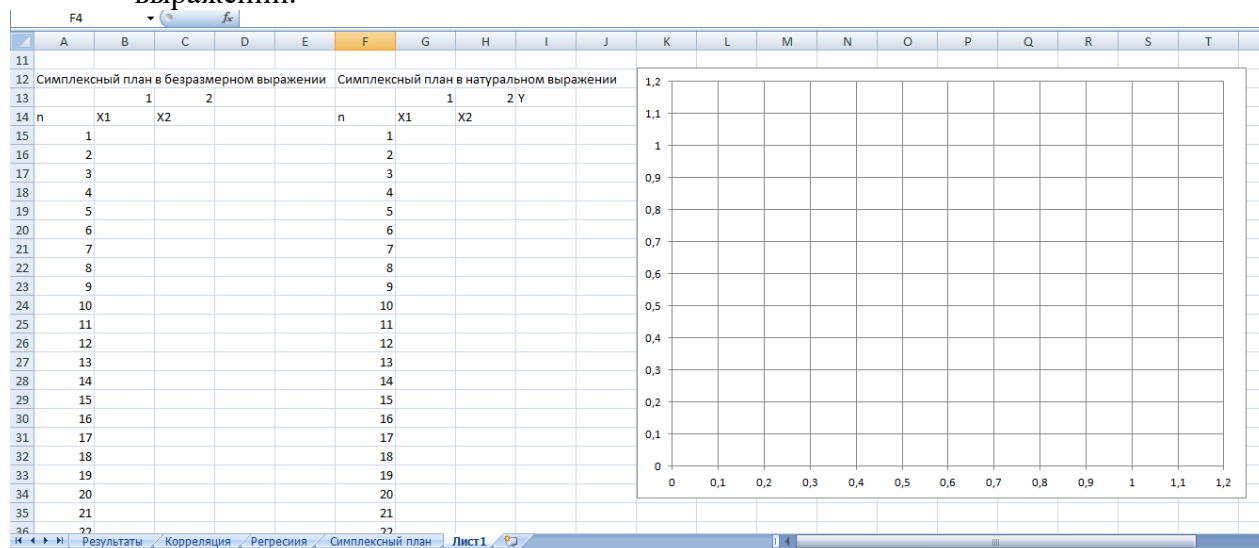 выражении.
F4 fx
A B C D E F G H I J K L M N O P Q R S T
11
12 Симплексный план в безразмерном выражении Симплексный план в натуральном выражении
13 1 2 1 2 Y
14 n X1 X2 n X1 X2
15 1 1
16 2 2
17 3 3
18 4 4
19 5 5
20 6 6
21 7 7
22 8 8
23 9 9
24 10 10
25 11 11
26 12 12
27 13 13
28 14 14
29 15 15
30 16 16
31 17 17
32 18 18
33 19 19
34 20 20
35 21 21
36 22 22
1,2
1,1
1
0,9
0,8
0,7
0,6
0,5
0,4
0,3
0,2
0,1
0
0 0,1 0,2 0,3 0,4 0,5 0,6 0,7 0,8 0,9 1 1,1 1,2
Результаты Корреляция Регресиия Симплексный план Лист1